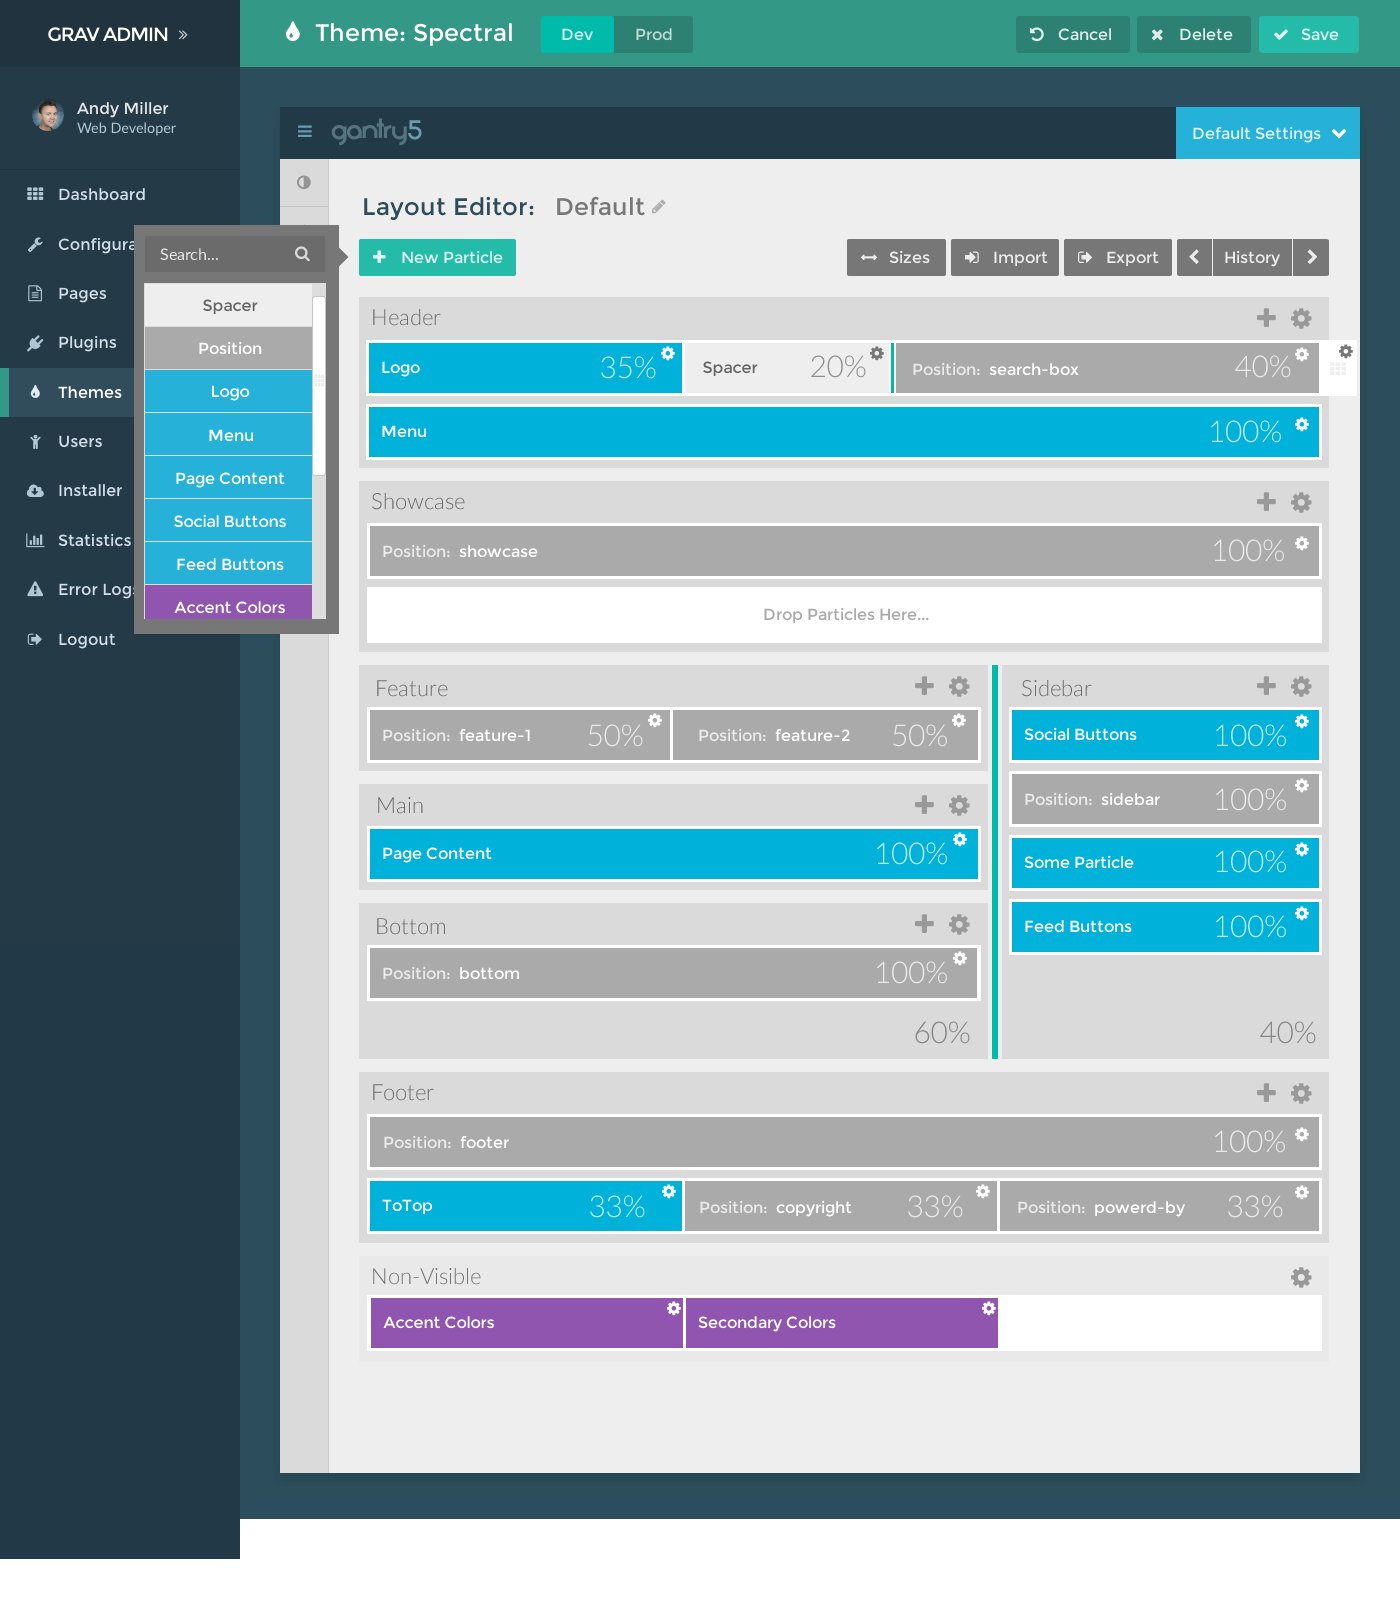 GRAV ADMIN »
Theme: Spectral
Dev
Prod
Cancel
Delete
Save
Andy Miller
Web Developer
Dashboard
Configura
Pages
Plugins
Themes
Users
Installer
Statistics
Error Logs
Logout
Search...
Spacer
Position
Logo
Menu
Page Content
Social Buttons
Feed Buttons
Accent Colors
gantry5
Default Settings
Layout Editor: Default
New Particle
Sizes
Import
Export
History
Header
Logo 35%
Spacer 20%
Position: search-box 40%
Menu 100%
Showcase
Position: showcase 100%
Drop Particles Here...
Feature
Position: feature-1 50%
Position: feature-2 50%
Main
Page Content 100%
Bottom
Position: bottom 100%
60%
Sidebar
Social Buttons 100%
Position: sidebar 100%
Some Particle 100%
Feed Buttons 100%
40%
Footer
Position: footer 100%
ToTop 33%
Position: copyright 33%
Position: powerd-by 33%
Non-Visible
Accent Colors
Secondary Colors